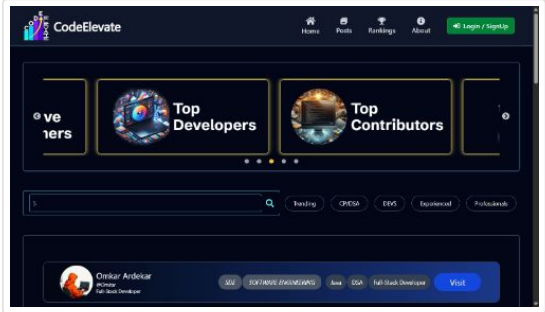 CodeElevate
Home Posts Rankings About Login / SignUp
ve
ners
Top
Developers
Top
Contributors
S
Trending CP/DSA DEVS Experienced Professionals
Omkar Ardekar
Full-Stack Developer
SDE SOFTWARE ENGINEERING Java DSA Full-Stack Developer Visit